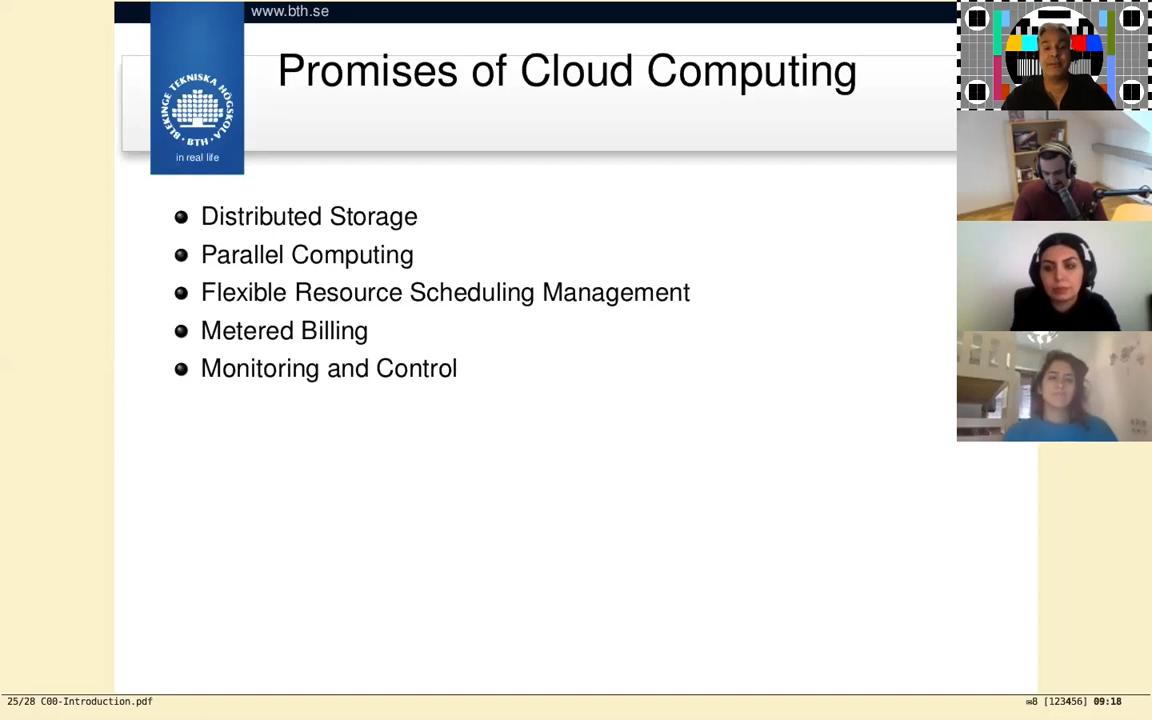 www.bth.se
Promises of Cloud Computing
BLEKINGE TEKNISKA HÖGSKOLA
BTH
in real life
Distributed Storage
Parallel Computing
Flexible Resource Scheduling Management
Metered Billing
Monitoring and Control
25/28 C00-Introduction.pdf
✉8 [123456] 09:18